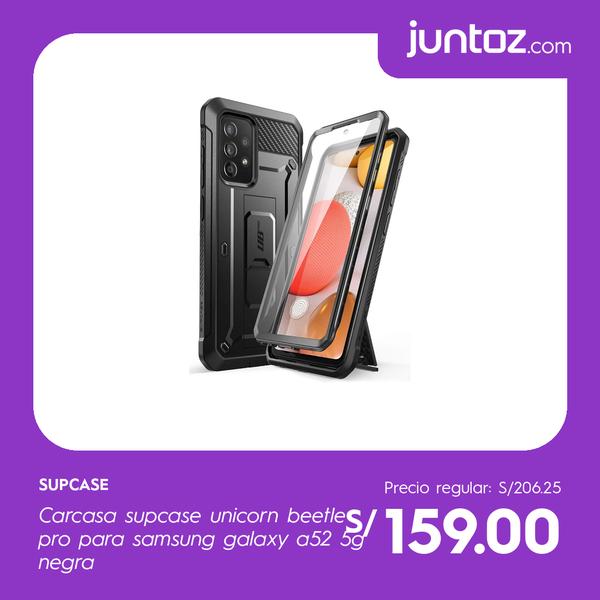 juntoz.com
SUPCASE
Carcasa supcase unicorn beetle
pro para samsung galaxy a52 5g
negra
Precio regular: S/206.25
S/159.00